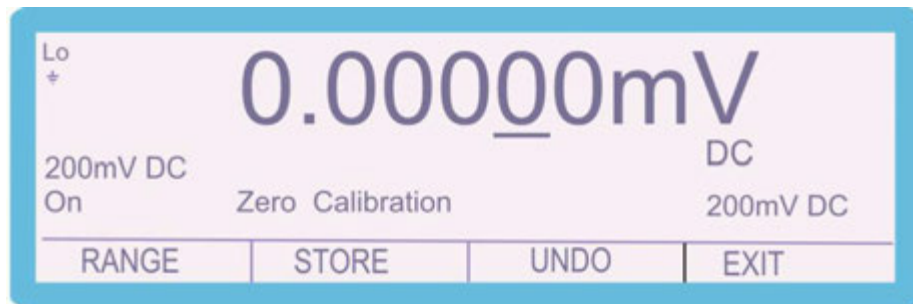 Lo
0.00000mV
DC
200mV DC
On
Zero Calibration
200mV DC
RANGE STORE UNDO EXIT